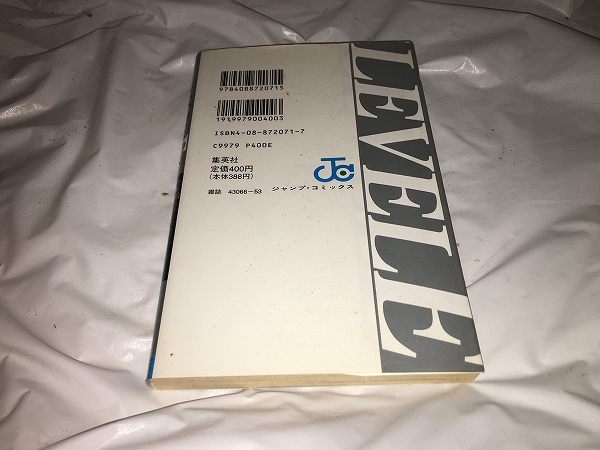 9784088720715
1919979004003
ISBN4-08-872071-7
C9979 P400E
集英社
定価400円
(本体388円)
雑誌 43066-53
JC
ジャンプ・コミックス
LEVEL E